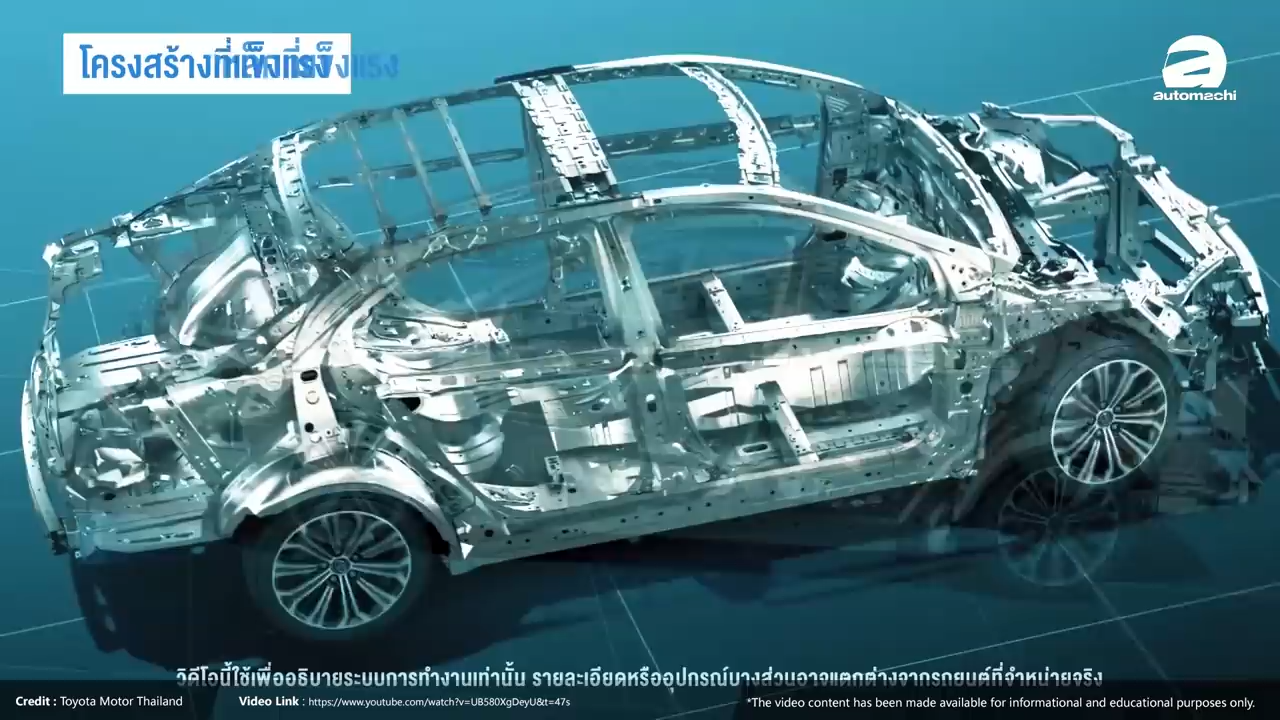 โครงสร้างที่แข็งแรง
automachi
วิดีโอนี้ใช้เพื่ออธิบายระบบการทำงานเท่านั้น รายละเอียดหรืออุปกรณ์บางส่วนอาจแตกต่างจากรถยนต์ที่จำหน่ายจริง
Credit : Toyota Motor Thailand
Video Link : https://www.youtube.com/watch?v=UB580XgDeyU&t=47s
*The video content has been made available for informational and educational purposes only.